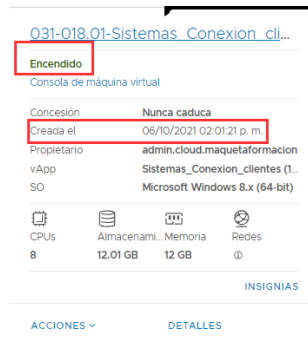 031-018.01-Sistemas_Conexion_cli...
Encendido
Consola de máquina virtual
Concesión Nunca caduca
Creada el 06/10/2021 02:01:21 p. m.
Propietario admin.cloud.maquetaformacion
vApp Sistemas_Conexion_clientes (1...
SO Microsoft Windows 8.x (64-bit)
CPUs Almacenami... Memoria Redes
8 12.01 GB 12 GB
INSIGNIAS
ACCIONES DETALLES